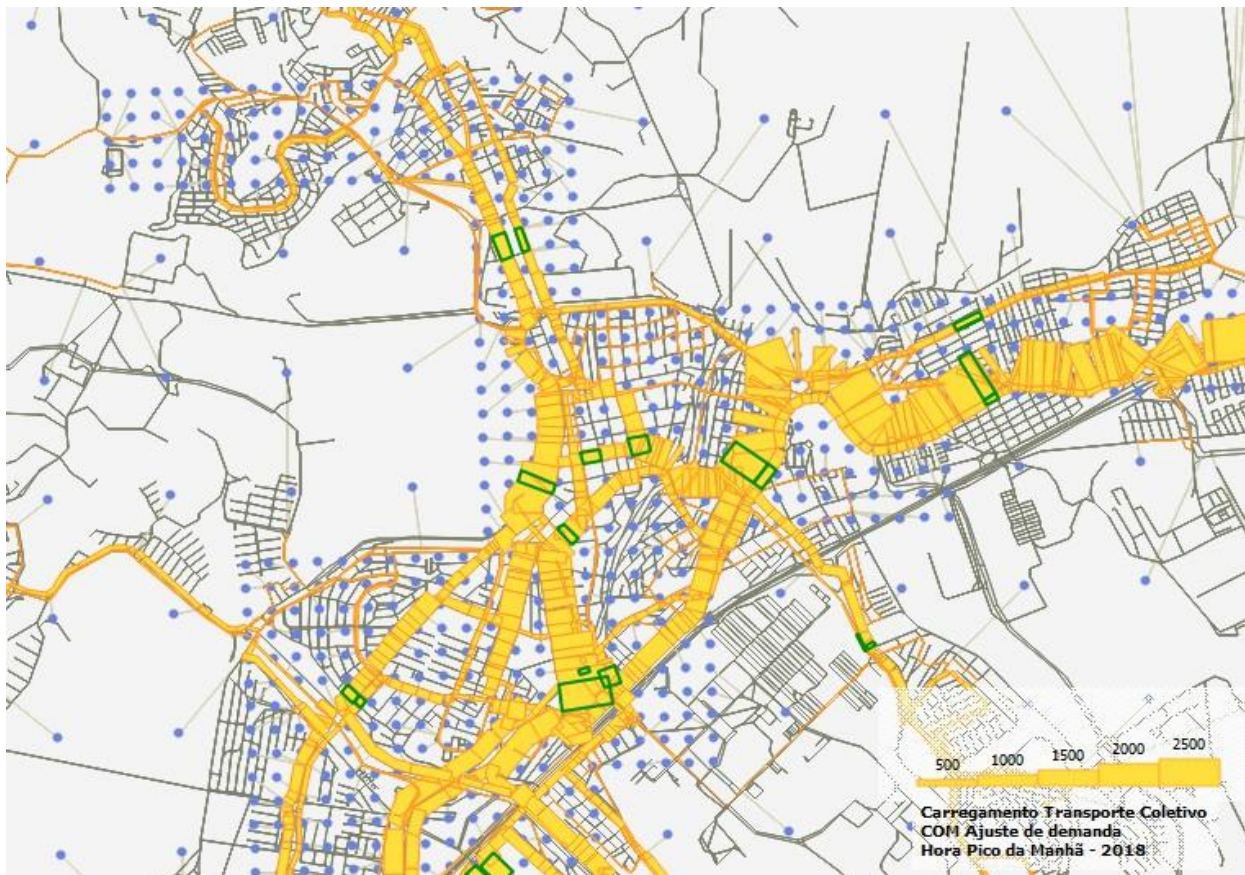 500 1000 1500 2000 2500
Carregamento Transporte Coletivo
COM Ajuste de demanda
Hora Pico da Manhã - 2018